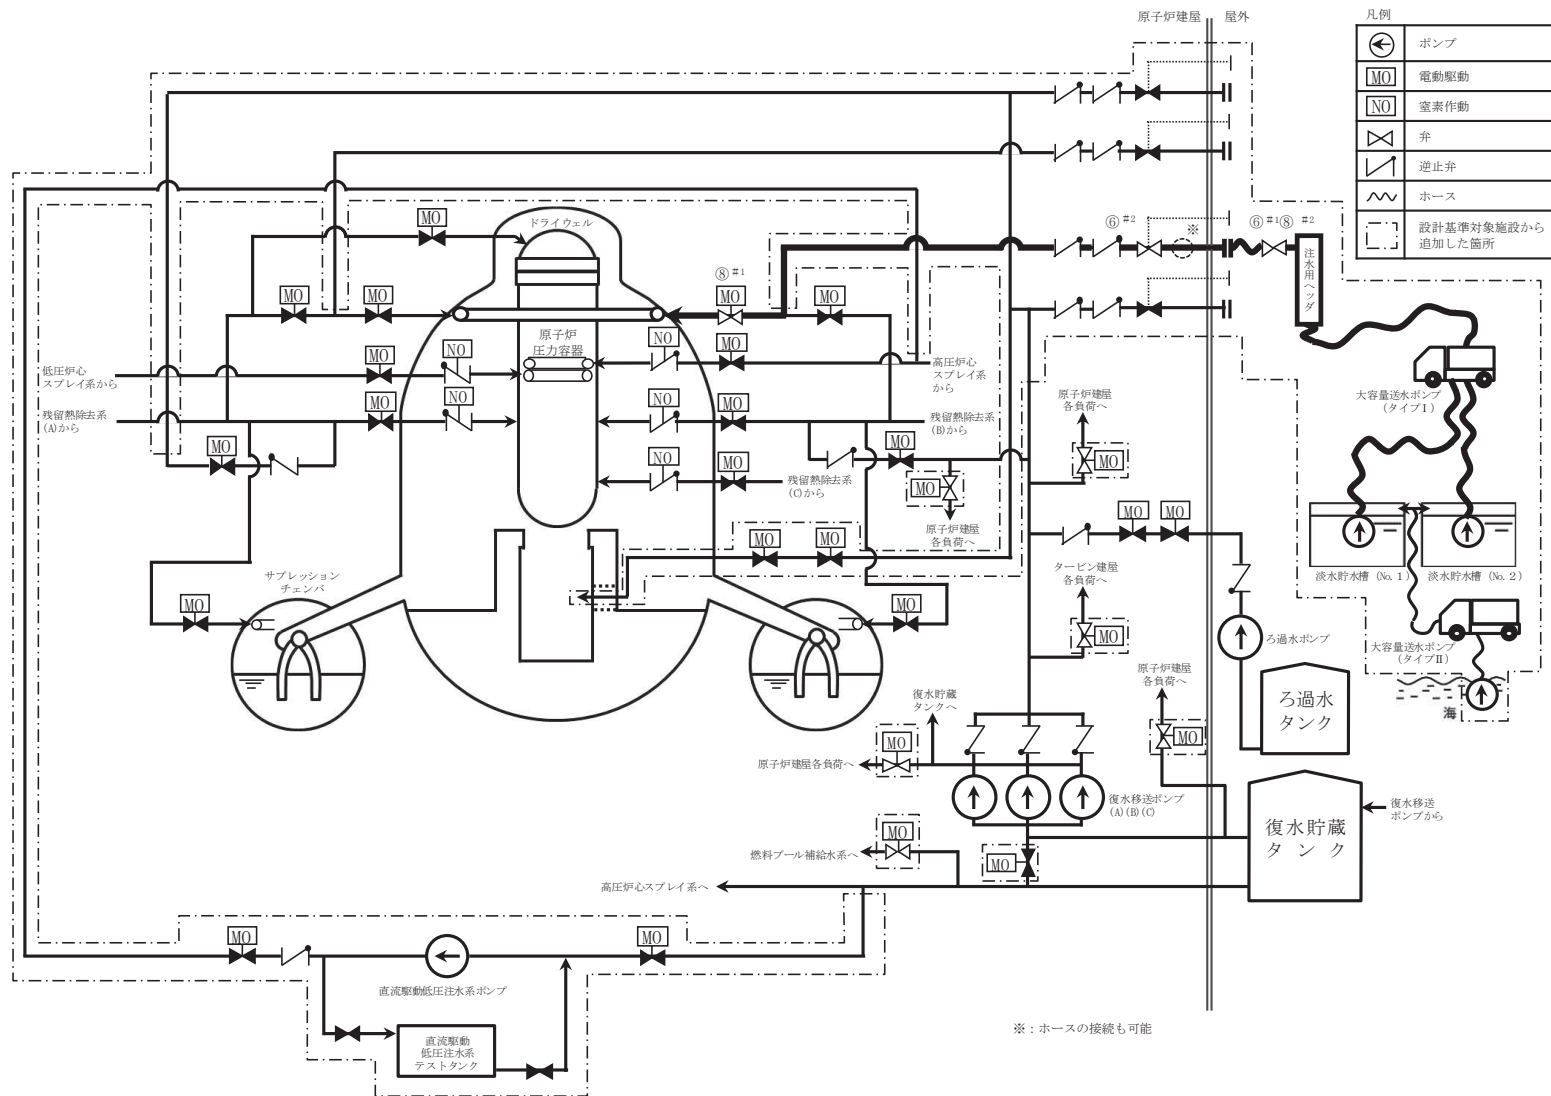 原子炉建屋
屋外
凡例
ポンプ
MO
電動駆動
NO
窒素作動
弁
逆止弁
ホース
設計基準対象施設から
追加した箇所
⑥#2
※
⑥#1⑧#2
注水用ヘッダ
MO
ドライウェル
⑧#1
MO
MO
MO
MO
原子炉
圧力容器
NO
MO
低圧炉心
スプレイ系から
MO
NO
高圧炉心
スプレイ系
から
大容量送水ポンプ
(タイプⅠ)
残留熱除去系
(A)から
MO
NO
NO
MO
残留熱除去系
(B)から
原子炉建屋
各負荷へ
MO
MO
MO
NO
MO
残留熱除去系
(C)から
MO
原子炉建屋
各負荷へ
MO
MO
MO
MO
サプレッション
チェンバ
MO
MO
タービン建屋
各負荷へ
MO
淡水貯水槽 (No. 1)
淡水貯水槽 (No. 2)
ろ過水ポンプ
大容量送水ポンプ
(タイプⅡ)
海
ろ過水
タンク
原子炉建屋
各負荷へ
MO
復水貯蔵
タンクへ
MO
原子炉建屋各負荷へ
復水移送ポンプ
(A)(B)(C)
復水貯蔵
タンク
復水移送
ポンプから
MO
燃料プール補給水系へ
MO
高圧炉心スプレイ系へ
MO
MO
直流駆動低圧注水系ポンプ
直流駆動
低圧注水系
テストタンク
※：ホースの接続も可能